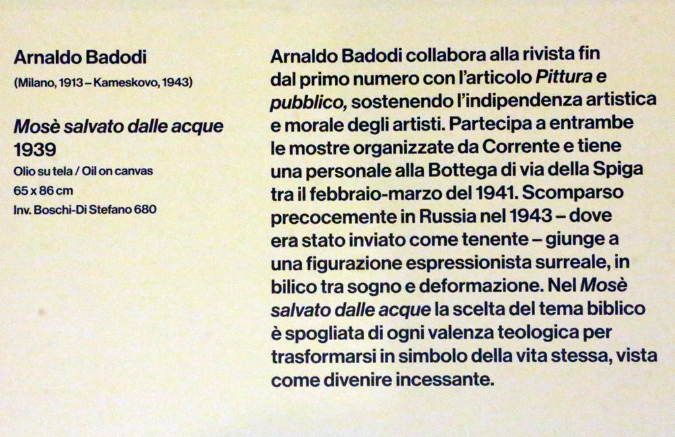 Arnaldo Badodi
(Milano, 1913 – Kameskovo, 1943)
Mosè salvato dalle acque
1939
Olio su tela / Oil on canvas
65 x 86 cm
Inv. Boschi-Di Stefano 680
Arnaldo Badodi collabora alla rivista fin
dal primo numero con l'articolo Pittura e
pubblico, sostenendo l'indipendenza artistica
e morale degli artisti. Partecipa a entrambe
le mostre organizzate da Corrente e tiene
una personale alla Bottega di via della Spiga
tra il febbraio-marzo del 1941. Scomparso
precocemente in Russia nel 1943 – dove
era stato inviato come tenente – giunge a
una figurazione espressionista surreale, in
bilico tra sogno e deformazione. Nel Mosè
salvato dalle acque la scelta del tema biblico
è spogliata di ogni valenza teologica per
trasformarsi in simbolo della vita stessa, vista
come divenire incessante.